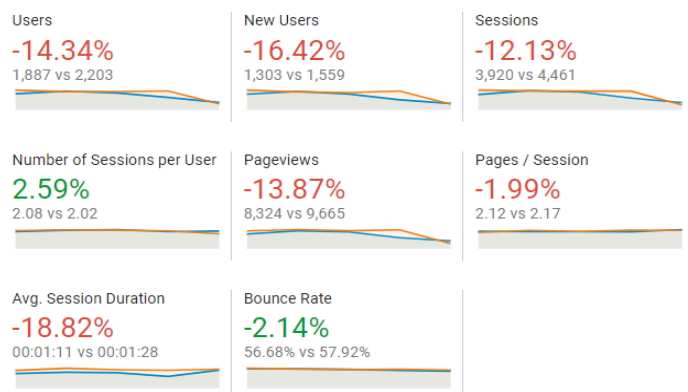 Users
-14.34%
1,887 vs 2,203
New Users
-16.42%
1,303 vs 1,559
Sessions
-12.13%
3,920 vs 4,461
Number of Sessions per User
2.59%
2.08 vs 2.02
Pageviews
-13.87%
8,324 vs 9,665
Pages / Session
-1.99%
2.12 vs 2.17
Avg. Session Duration
-18.82%
00:01:11 vs 00:01:28
Bounce Rate
-2.14%
56.68% vs 57.92%